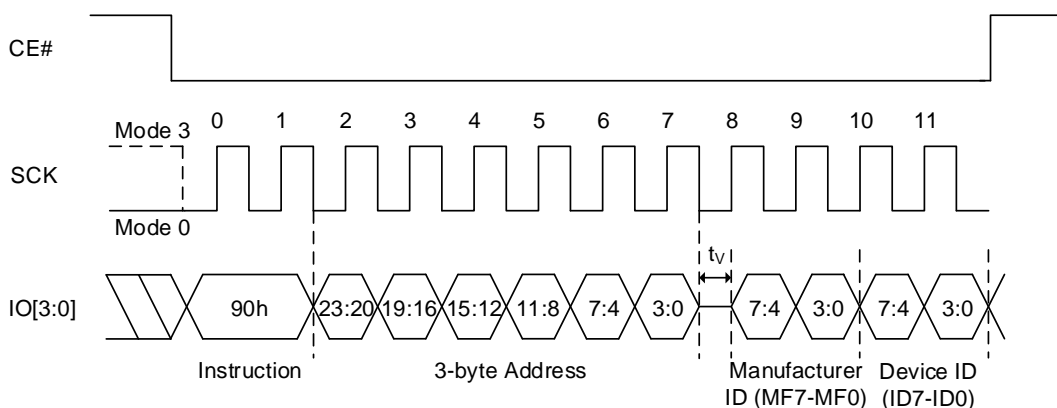 CE#
0 1 2 3 4 5 6 7 8 9 10 11
Mode 3
SCK
Mode 0
tV
IO[3:0]
90h 23:20 19:16 15:12 11:8 7:4 3:0 7:4 3:0 7:4 3:0
Instruction 3-byte Address Manufacturer Device ID
ID (MF7-MF0) (ID7-ID0)